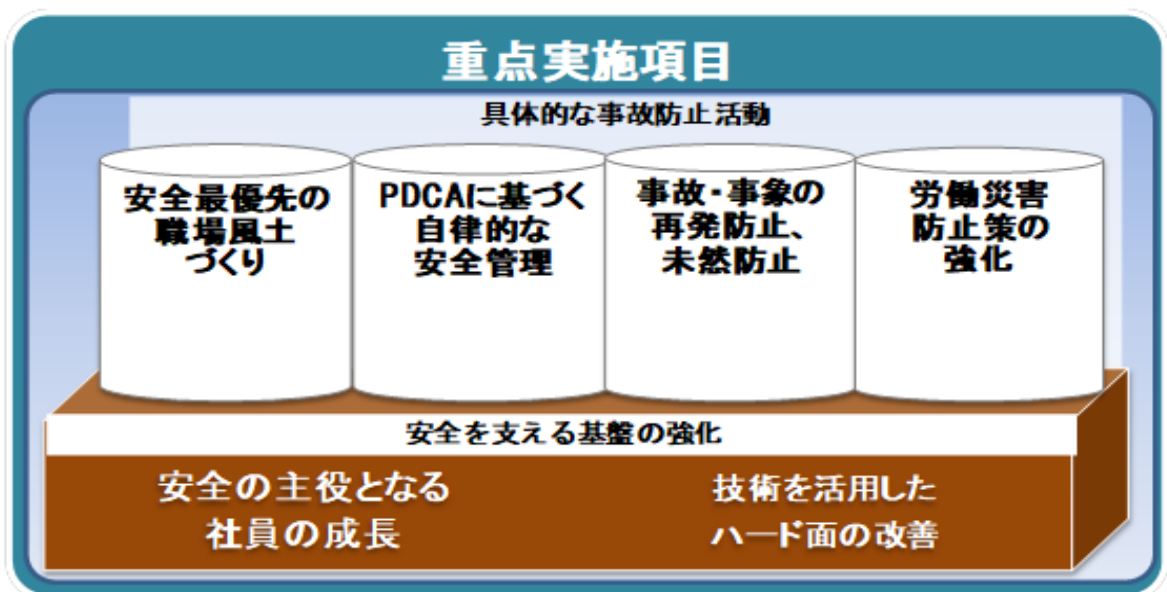 重点実施項目
具体的な事故防止活動
安全最優先の
職場風土
づくり
PDCAに基づく
自律的な
安全管理
事故・事象の
再発防止、
未然防止
労働災害
防止策の
強化
安全を支える基盤の強化
安全の主役となる
社員の成長
技術を活用した
ハード面の改善